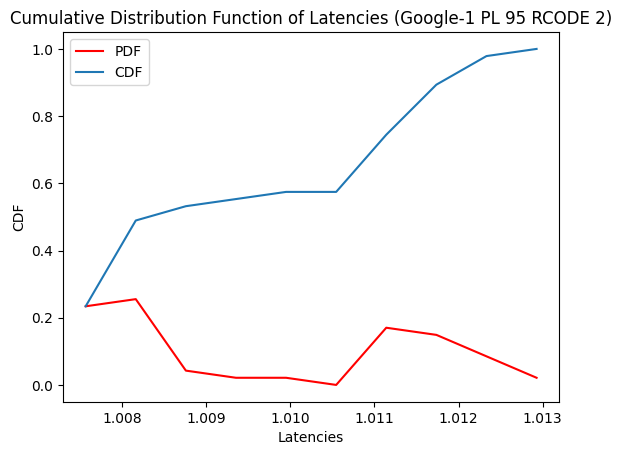 Cumulative Distribution Function of Latencies (Google-1 PL 95 RCODE 2)
PDF
CDF
1.0
0.8
0.6
0.4
0.2
0.0
CDF
1.008 1.009 1.010 1.011 1.012 1.013
Latencies